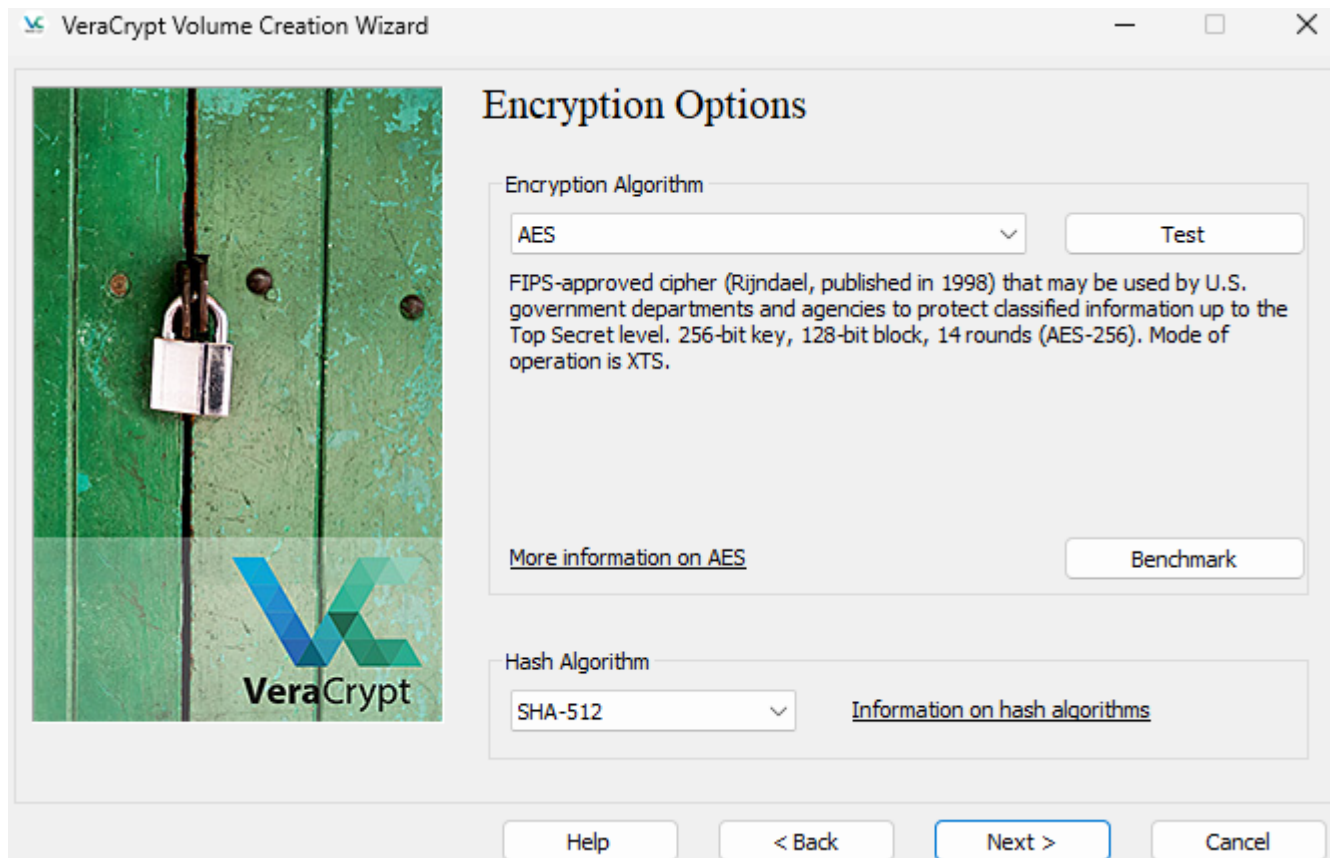 VeraCrypt Volume Creation Wizard
Encryption Options
Encryption Algorithm
AES
Test
FIPS-approved cipher (Rijndael, published in 1998) that may be used by U.S.
government departments and agencies to protect classified information up to the
Top Secret level. 256-bit key, 128-bit block, 14 rounds (AES-256). Mode of
operation is XTS.
More information on AES
Benchmark
VeraCrypt
Hash Algorithm
SHA-512
Information on hash algorithms
Help
< Back
Next >
Cancel